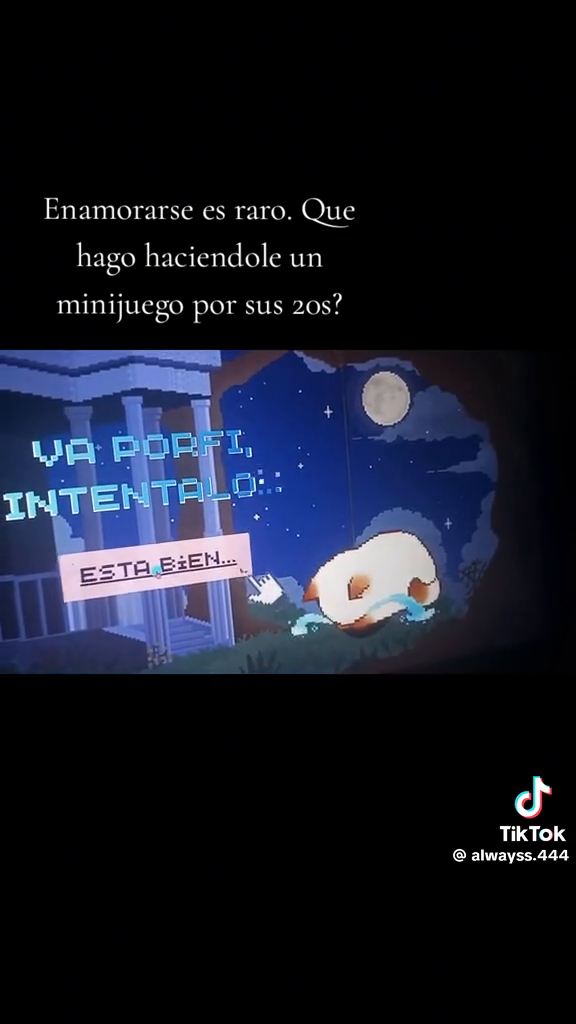 Enamorarse es raro. Que
hago haciendole un
minijuego por sus 20s?
VA PORFI,
INTENTALO...
ESTA BiEN...
TikTok
@ alwayss.444